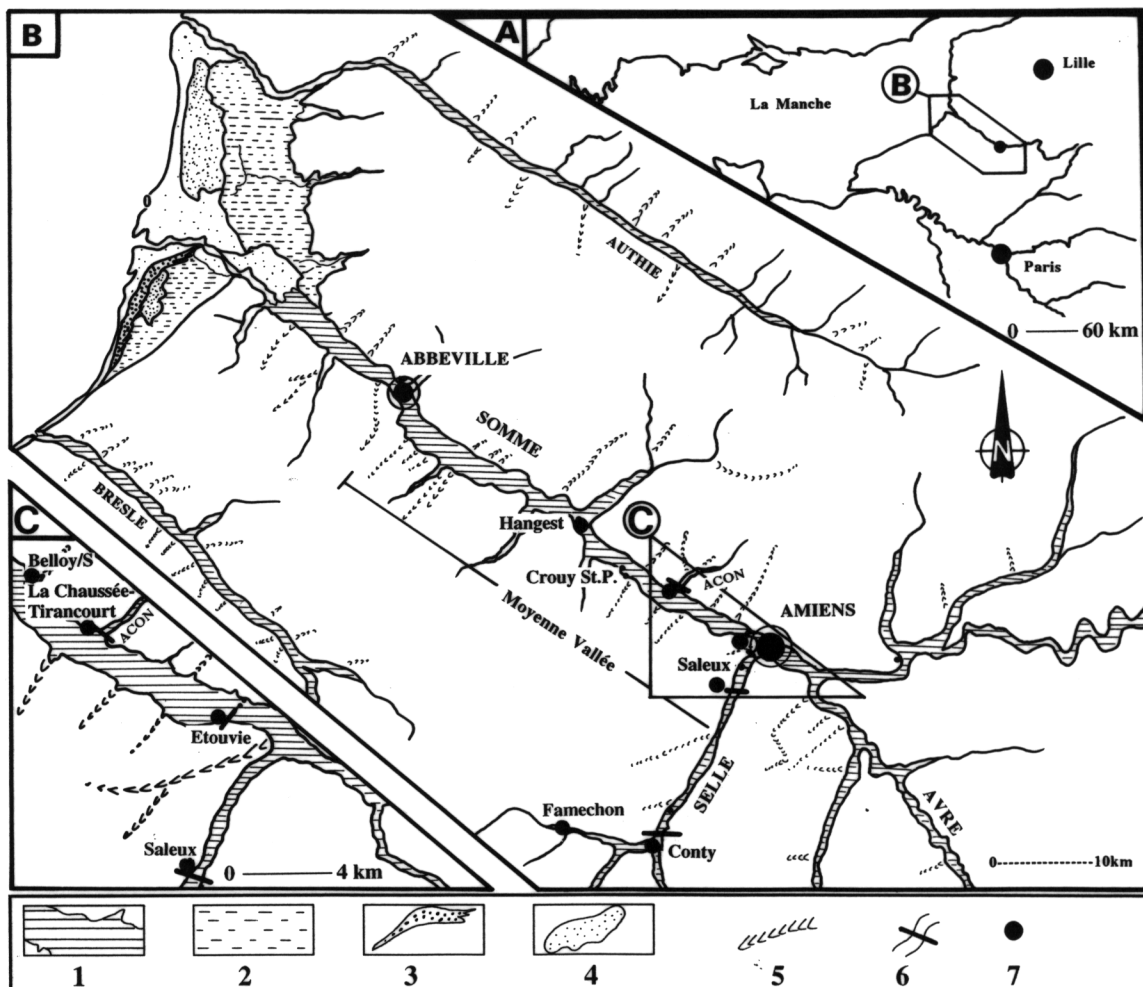 B
A
Lille
B
La Manche
Paris
0 60 km
AUTHIE
0
ABBEVILLE
SOMME
N
BRESLE
C
Hangest
C
Belloy/S
La Chaussée-
Tirancourt
ACON
Crouy St.P.
ACON
AMIENS
Moyenne Vallée
Saleux
Etouvie
SELLE
AVRE
Famechon
Conty
Saleux
0 4 km
0 10km
1 2 3 4 5 6 7